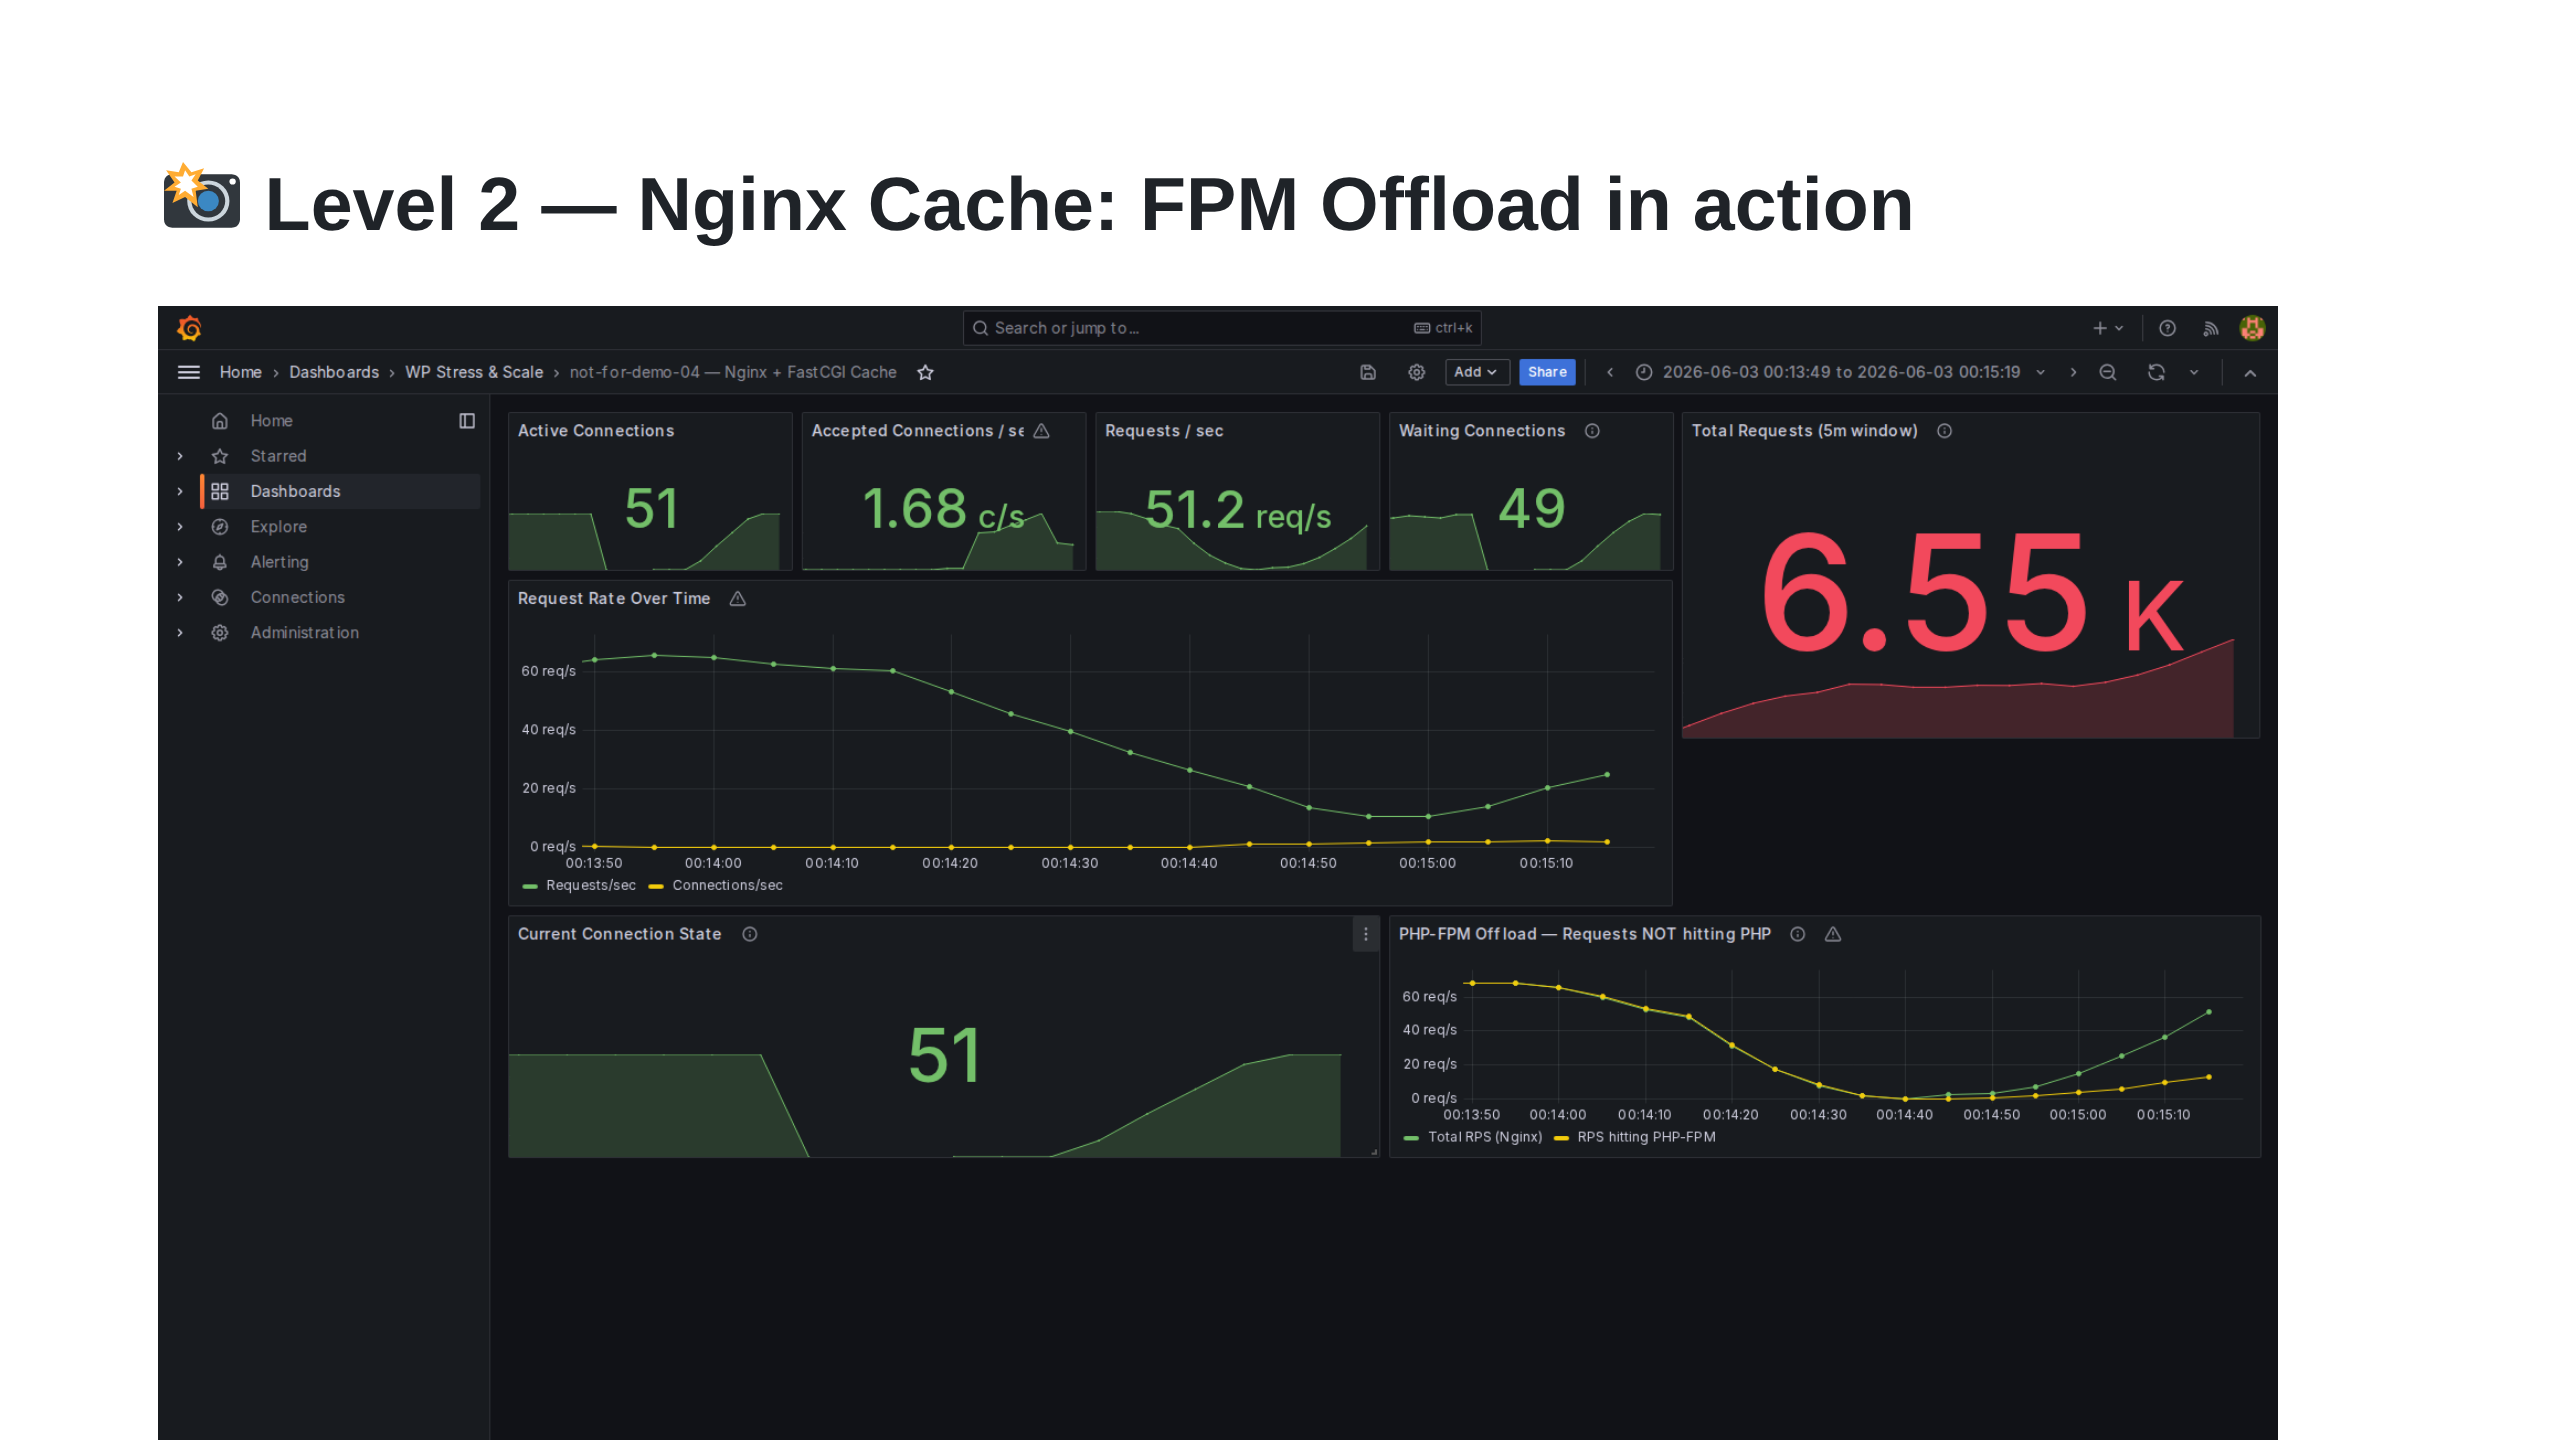 Level 2 — Nginx Cache: FPM Offload in action
Search or jump to...
ctrl+k
Home › Dashboards › WP Stress & Scale › not-for-demo-04 — Nginx + FastCGI Cache
Add
Share
2026-06-03 00:13:49 to 2026-06-03 00:15:19
Home
Starred
Dashboards
Explore
Alerting
Connections
Administration
Active Connections
51
Accepted Connections / se
1.68 c/s
Requests / sec
51.2 req/s
Waiting Connections
49
Total Requests (5m window)
6.55 K
Request Rate Over Time
60 req/s
40 req/s
20 req/s
0 req/s
00:13:50 00:14:00 00:14:10 00:14:20 00:14:30 00:14:40 00:14:50 00:15:00 00:15:10
Requests/sec Connections/sec
Current Connection State
51
PHP-FPM Offload — Requests NOT hitting PHP
60 req/s
40 req/s
20 req/s
0 req/s
00:13:50 00:14:00 00:14:10 00:14:20 00:14:30 00:14:40 00:14:50 00:15:00 00:15:10
Total RPS (Nginx) RPS hitting PHP-FPM